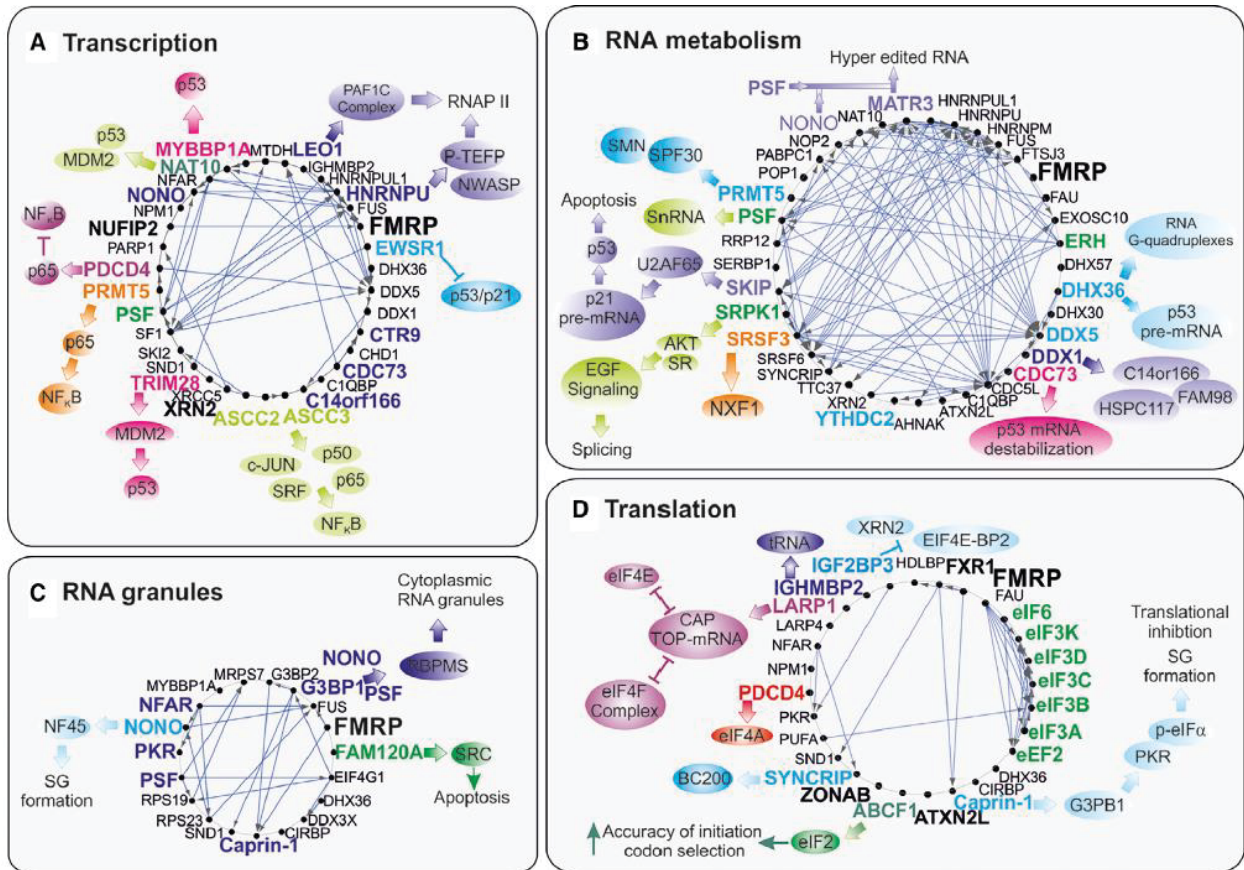 A Transcription
p53
p53
MDM2
MYBBP1A
NAT10
NFAR
NONO
NPM1
NUFIP2
PARP1
PDCD4
PRMT5
PSF
SF1
SKI2
SND1
TRIM28
XRCC5
XRN2
ASCC2
ASCC3
C14orf166
C1QBP
CDC73
CHD1
CTR9
DDX1
DDX5
DHX36
EWSR1
FMRP
FUS
HNRNPU
HNRNPUL1
IGHMBP2
LEO1
MTDH
PAF1C
Complex
RNAP II
P-TEFP
NWASP
p53/p21
NFκB
p65
p65
NFκB
MDM2
p53
c-JUN
SRF
p50
p65
NFκB
B RNA metabolism
Hyper edited RNA
PSF
NONO
MATR3
NAT10
NOP2
PABPC1
POP1
PRMT5
PSF
RRP12
SERBP1
SKIP
SRPK1
SRSF3
SRSF6
SYNCRIP
TTC37
XRN2
YTHDC2
AHNAK
ATXN2L
C1QBP
CDC5L
CDC73
DDX1
DDX5
DHX30
DHX36
DHX57
ERH
EXOSC10
FAU
FMRP
FTSJ3
FUS
HNRNPM
HNRNPU
HNRNPUL1
SMN
SPF30
SnRNA
Apoptosis
p53
p21
pre-mRNA
U2AF65
AKT
SR
EGF
Signaling
Splicing
NXF1
RNA
G-quadruplexes
p53
pre-mRNA
C14or166
HSPC117
FAM98
p53 mRNA
destabilization
C RNA granules
Cytoplasmic
RNA granules
RBPMS
NONO
PSF
G3BP1
G3BP2
MRPS7
MYBBP1A
NFAR
NONO
PKR
PSF
RPS19
RPS23
SND1
Caprin-1
CIRBP
DDX3X
DHX36
EIF4G1
FAM120A
FMRP
FUS
NF45
SG
formation
SRC
Apoptosis
D Translation
XRN2
EIF4E-BP2
tRNA
IGF2BP3
HDLBP
FXR1
FMRP
FAU
eIF6
eIF3K
eIF3D
eIF3C
eIF3B
eIF3A
eEF2
DHX36
CIRBP
Caprin-1
ATXN2L
ABCF1
ZONAB
SYNCRIP
SND1
PUFA
PKR
PDCD4
NPM1
NFAR
LARP4
LARP1
IGHMBP2
eIF4E
CAP
TOP-mRNA
eIF4F
Complex
eIF4A
BC200
Accuracy of initiation
codon selection
eIF2
G3PB1
PKR
p-eIFα
Translational
inhibtion
SG
formation